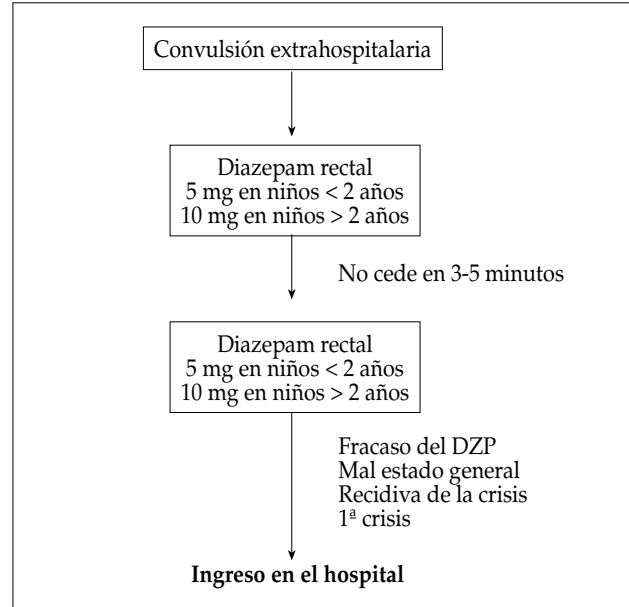 Convulsión extrahospitalaria
Diazepam rectal
5 mg en niños < 2 años
10 mg en niños > 2 años
No cede en 3-5 minutos
Diazepam rectal
5 mg en niños < 2 años
10 mg en niños > 2 años
Fracaso del DZP
Mal estado general
Recidiva de la crisis
1ª crisis
Ingreso en el hospital